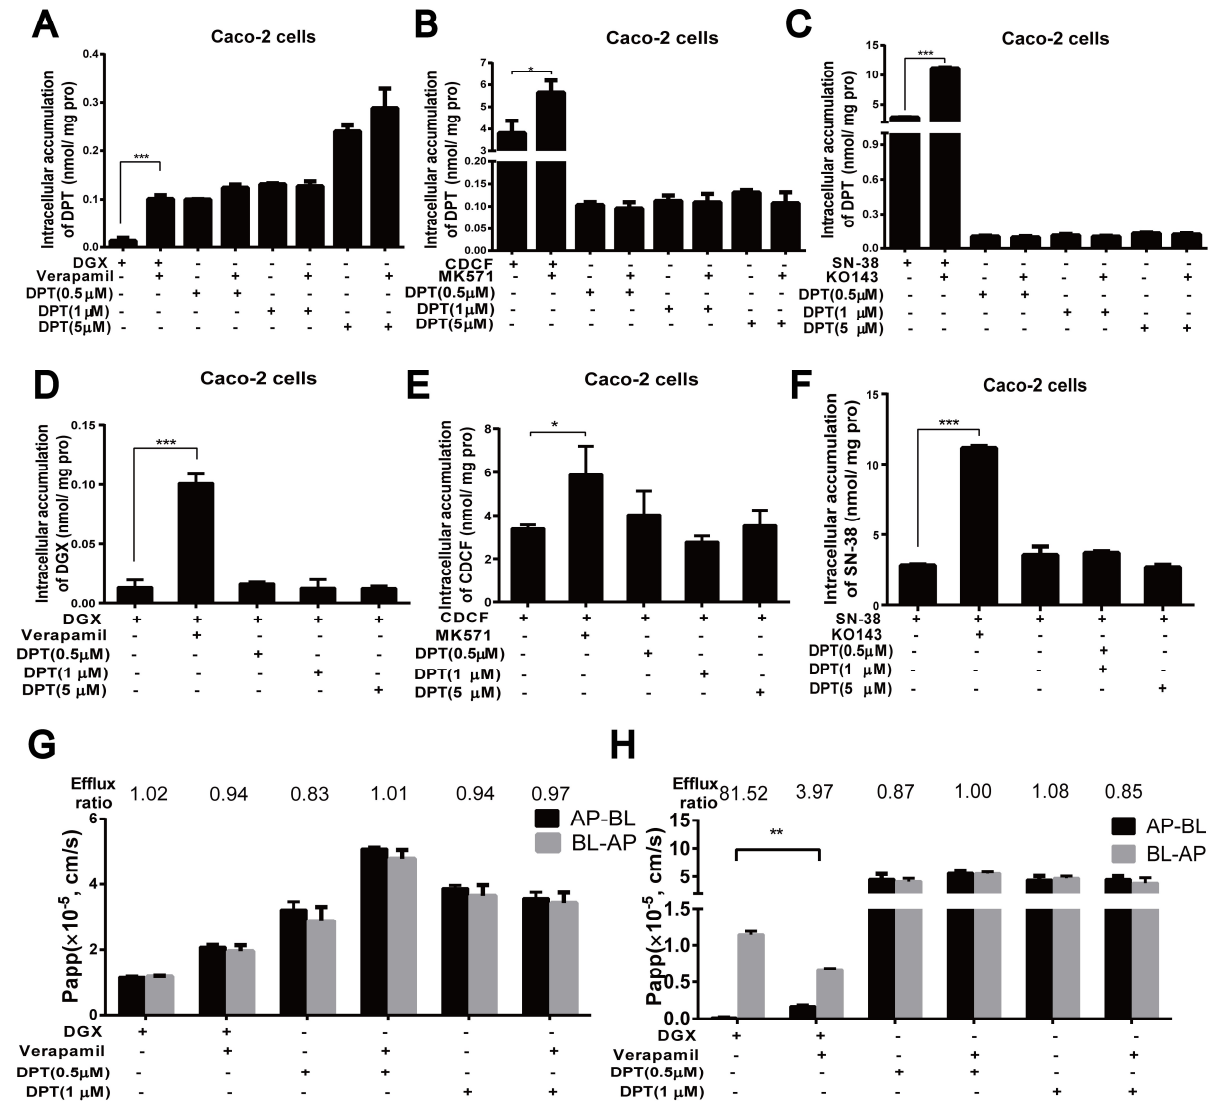 A
Caco-2 cells
Intricellular accumulation
of DPT (nmol/ mg pro)
0.4
0.3
0.2
0.1
0.0
***
DGX + + - - - - - -
Verapamil - + - + - + - +
DPT(0.5μM) - - + + - - - -
DPT(1μM) - - - - + + - -
DPT(5μM) - - - - - - + +
B
Caco-2 cells
Intricellular accumulation
of DPT (nmol/ mg pro)
7
6
5
4
3
0.20
0.15
0.10
0.05
0.00
*
CDCF + + - - - - - -
MK571 - + - + - + - +
DPT(0.5μM) - - + + - - - -
DPT(1μM) - - - - + + - -
DPT(5μM) - - - - - - + +
C
Caco-2 cells
Intricellular accumulation
of DPT (nmol/ mg pro)
15
10
5
0.9
0.6
0.3
0.0
***
SN-38 + + - - - - - -
KO143 - + - + - + - +
DPT(0.5μM) - - + + - - - -
DPT(1 μM) - - - - + + - -
DPT(5 μM) - - - - - - + +
D
Caco-2 cells
Intricellular accumulation
of DGX (nmol/ mg pro)
0.15
0.10
0.05
0.00
***
DGX + + + + +
Verapamil - + - - -
DPT(0.5μM) - - + - -
DPT(1 μM) - - - + -
DPT(5 μM) - - - - +
E
Caco-2 cells
Intricellular accumulation
of CDCF (nmol/ mg pro)
8
6
4
2
0
*
CDCF + + + + +
MK571 - + - - -
DPT(0.5μM) - - + - -
DPT(1 μM) - - - + -
DPT(5 μM) - - - - +
F
Caco-2 cells
Intricellular accumulation
of SN-38 (nmol/ mg pro)
15
10
5
0
***
SN-38 + + + + +
KO143 - + - - -
DPT(0.5μM) - - - + -
DPT(1 μM) - - - + -
DPT(5 μM) - - - - +
G
Efflux
ratio
1.02 0.94 0.83 1.01 0.94 0.97
AP-BL
BL-AP
Papp(×10-5, cm/s)
6
4
2
0
DGX + + - - - -
Verapamil - + - + - +
DPT(0.5μM) - - + + - -
DPT(1 μM) - - - - + +
H
Efflux
ratio
81.52 3.97 0.87 1.00 1.08 0.85
AP-BL
BL-AP
Papp(×10-5, cm/s)
15
10
5
1.5
1.0
0.5
0.0
**
DGX + + - - - -
Verapamil - + - + - +
DPT(0.5μM) - - + + - -
DPT(1 μM) - - - - + +